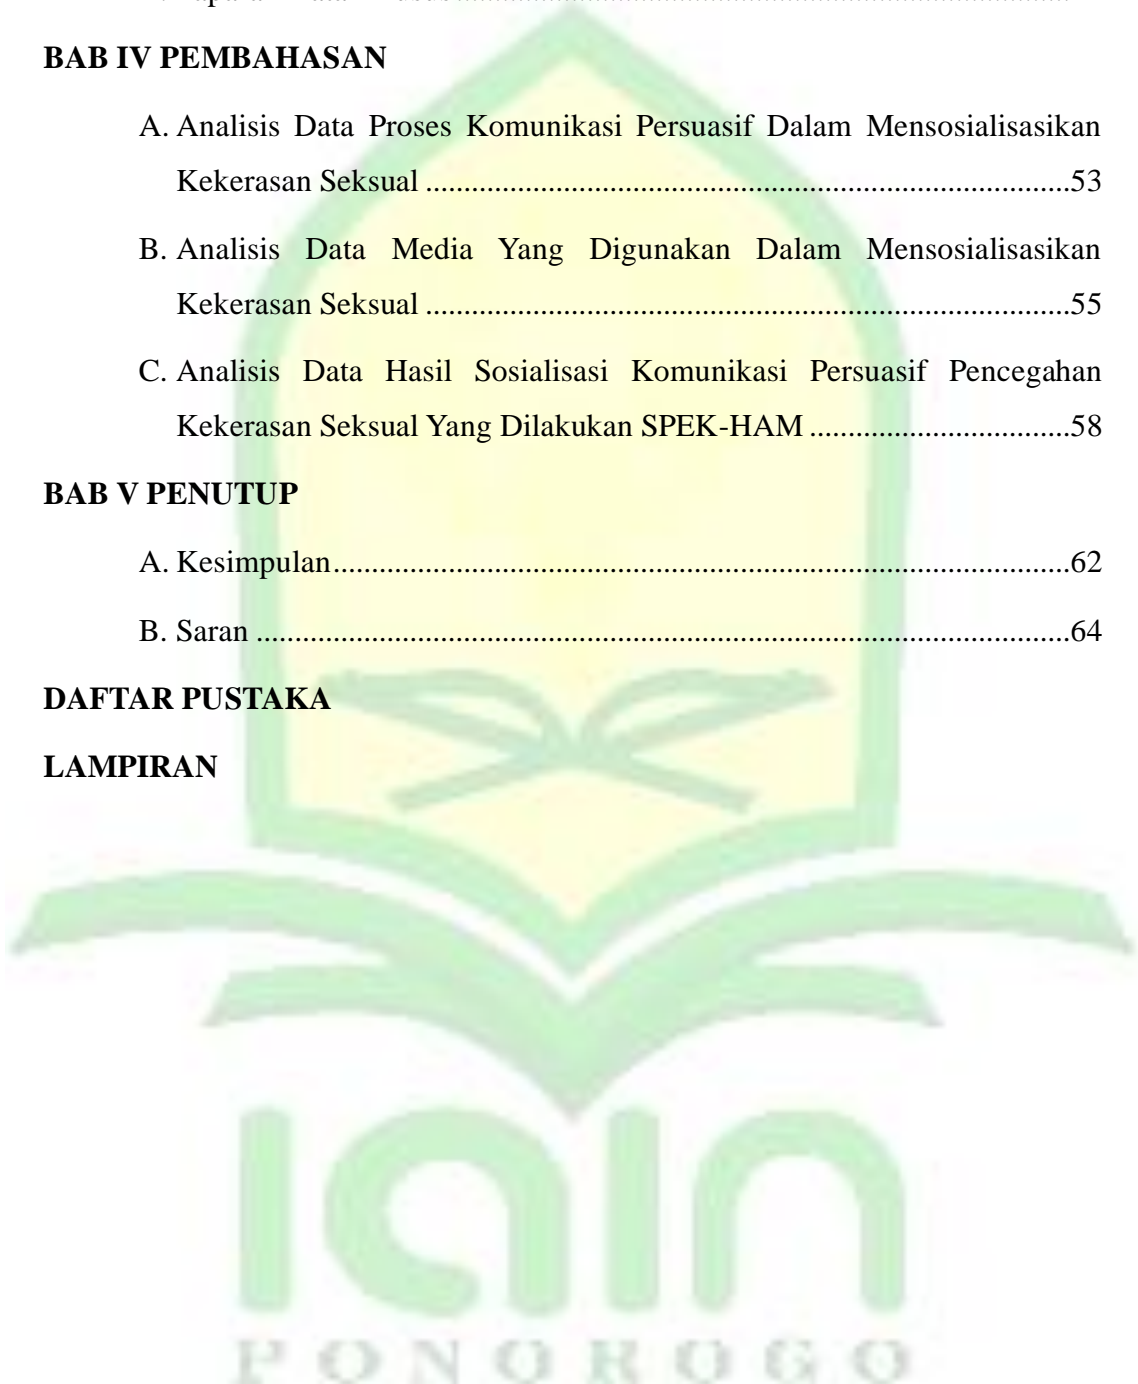 BAB IV PEMBAHASAN
A. Analisis Data Proses Komunikasi Persuasif Dalam Mensosialisasikan
Kekerasan Seksual ....................................................................................53
B. Analisis Data Media Yang Digunakan Dalam Mensosialisasikan
Kekerasan Seksual ....................................................................................55
C. Analisis Data Hasil Sosialisasi Komunikasi Persuasif Pencegahan
Kekerasan Seksual Yang Dilakukan SPEK-HAM ..................................58
BAB V PENUTUP
A. Kesimpulan................................................................................................62
B. Saran ..........................................................................................................64
DAFTAR PUSTAKA
LAMPIRAN
iain
PONOROGO